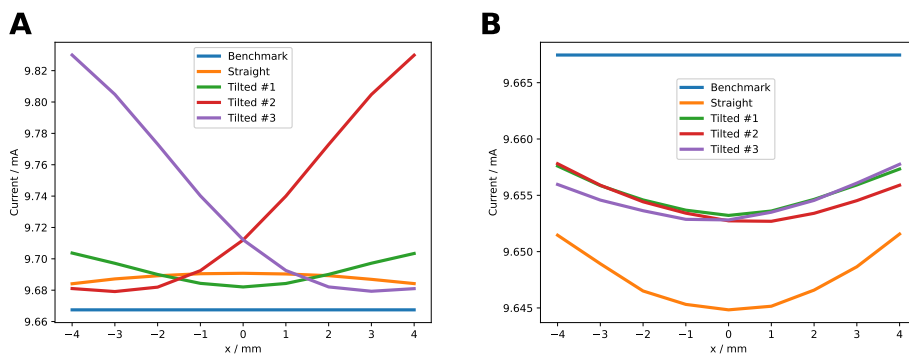 A
9.82
9.80
9.78
9.76
9.74
9.72
9.70
9.68
9.66
Current / mA
Benchmark
Straight
Tilted #1
Tilted #2
Tilted #3
−4 −3 −2 −1 0 1 2 3 4
x / mm
B
9.665
9.660
9.655
9.650
9.645
Current / mA
Benchmark
Straight
Tilted #1
Tilted #2
Tilted #3
−4 −3 −2 −1 0 1 2 3 4
x / mm